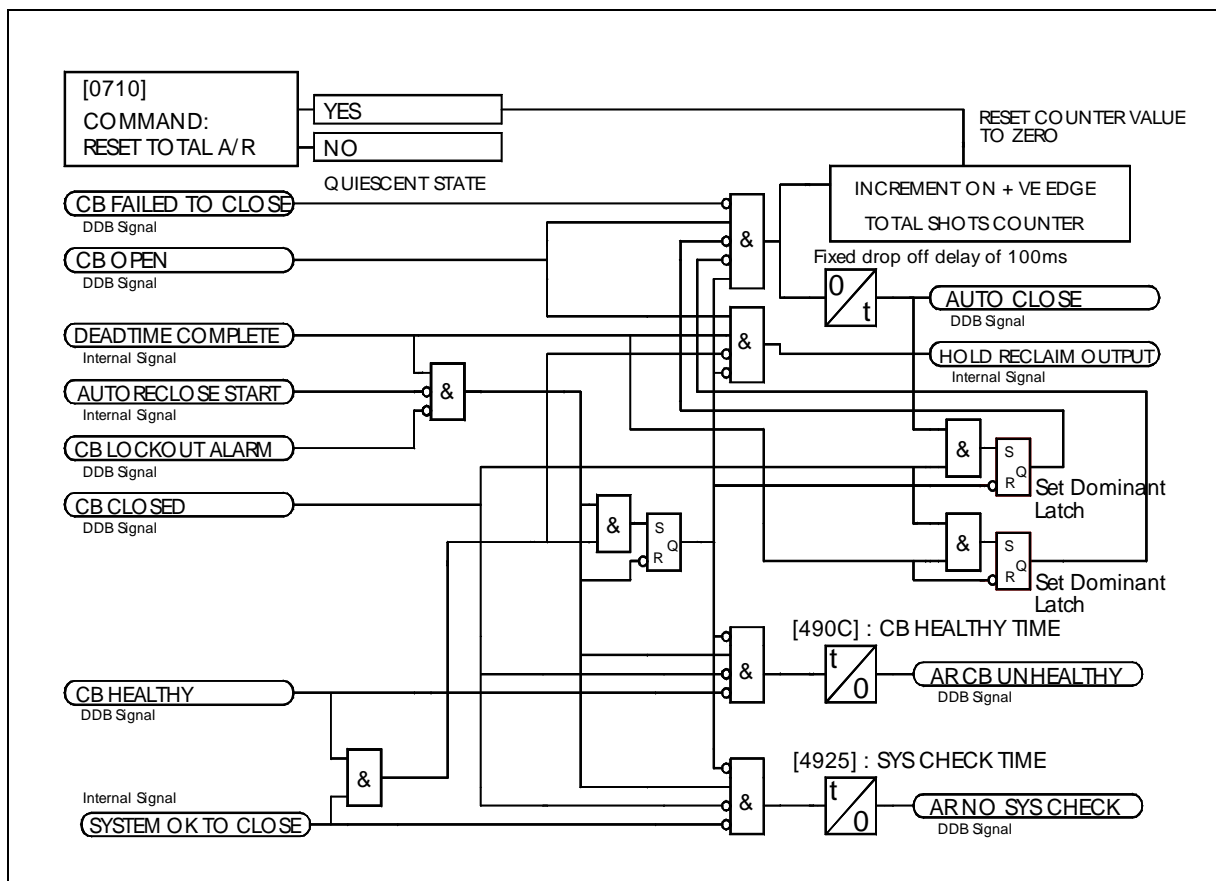 [0710]
COMMAND:
RESET TOTAL A/R
YES
NO
QUIESCENT STATE
RESET COUNTER VALUE
TO ZERO
INCREMENT ON + VE EDGE
TOTAL SHOTS COUNTER
CB FAILED TO CLOSE
DDB Signal
CB OPEN
DDB Signal
&
Fixed drop off delay of 100ms
0
t
AUTO CLOSE
DDB Signal
DEADTIME COMPLETE
Internal Signal
&
HOLD RECLAIM OUTPUT
Internal Signal
AUTO RECLOSE START
Internal Signal
&
CB LOCKOUT ALARM
DDB Signal
&
S
Q
R
Set Dominant
Latch
CB CLOSED
DDB Signal
&
S
Q
R
&
S
Q
R
Set Dominant
Latch
[490C] : CB HEALTHY TIME
&
t
0
AR CB UNHEALTHY
DDB Signal
CB HEALTHY
DDB Signal
&
[4925] : SYS CHECK TIME
&
t
0
AR NO SYS CHECK
DDB Signal
Internal Signal
SYSTEM OK TO CLOSE